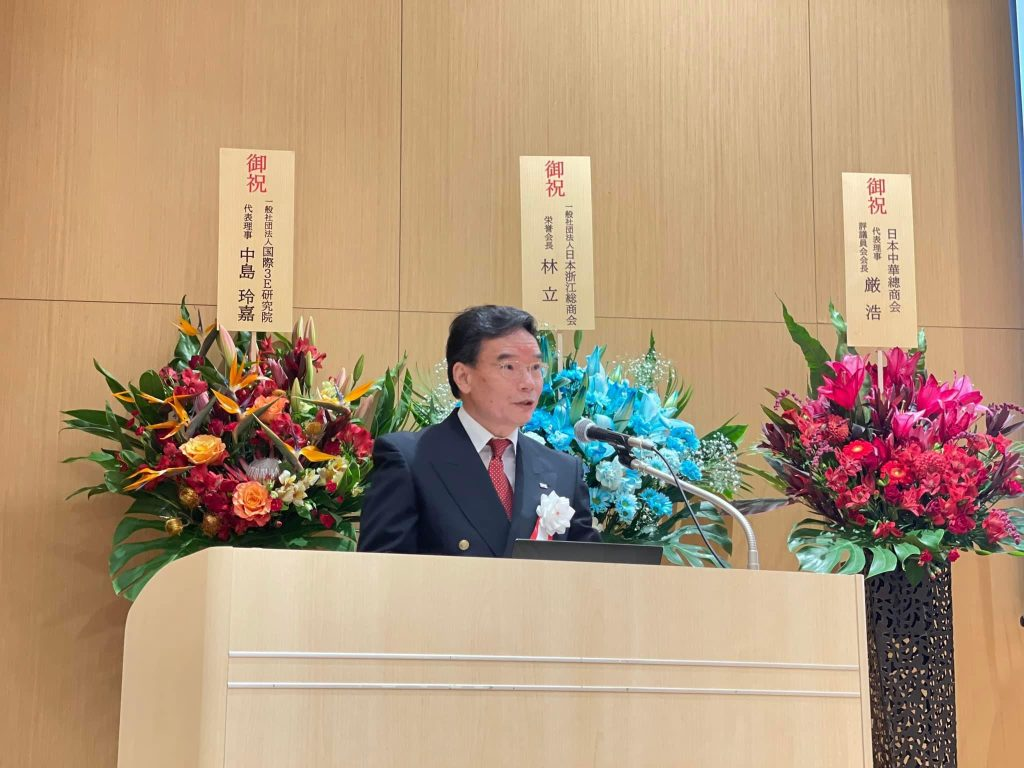 御祝
一般社団法人国際3E研究院
代表理事 中島 玲嘉
御祝
一般社団法人日本浙江総商会
栄誉会長 林 立
御祝
日本中華總商会
代表理事
評議員会会長
厳 浩